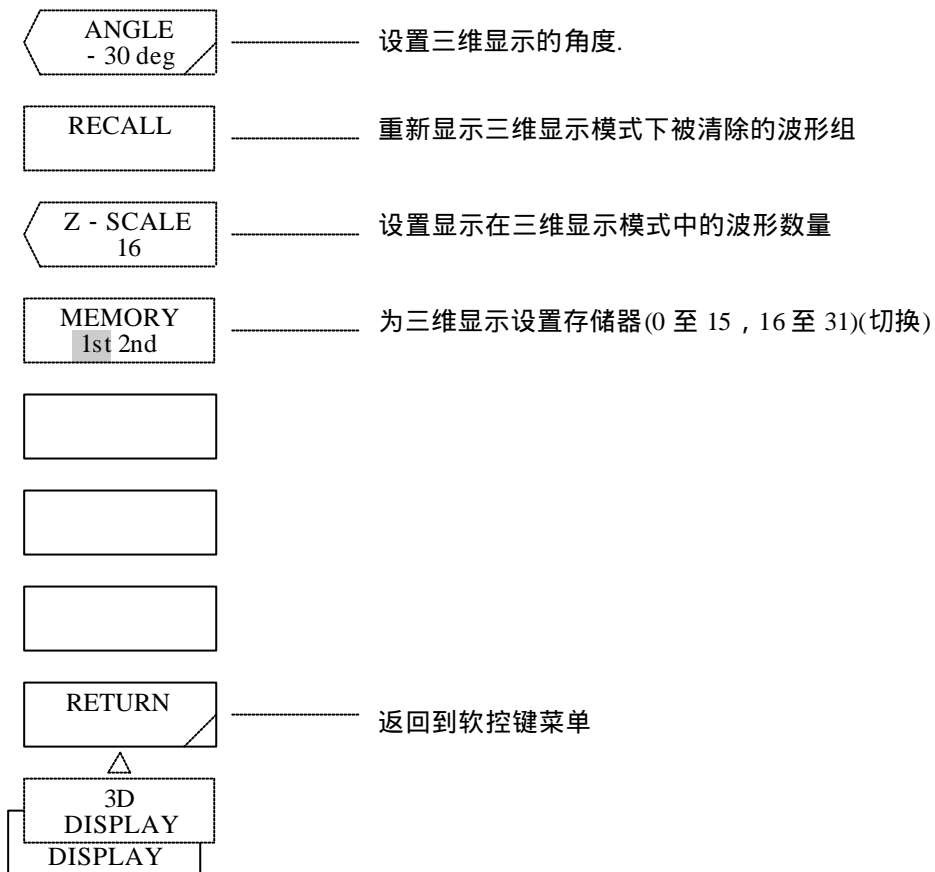 ANGLE
- 30 deg
设置三维显示的角度.
RECALL
重新显示三维显示模式下被清除的波形组
Z - SCALE
16
设置显示在三维显示模式中的波形数量
MEMORY
1st 2nd
为三维显示设置存储器(0 至 15，16 至 31)(切换)
RETURN
返回到软控键菜单
3D
DISPLAY
DISPLAY